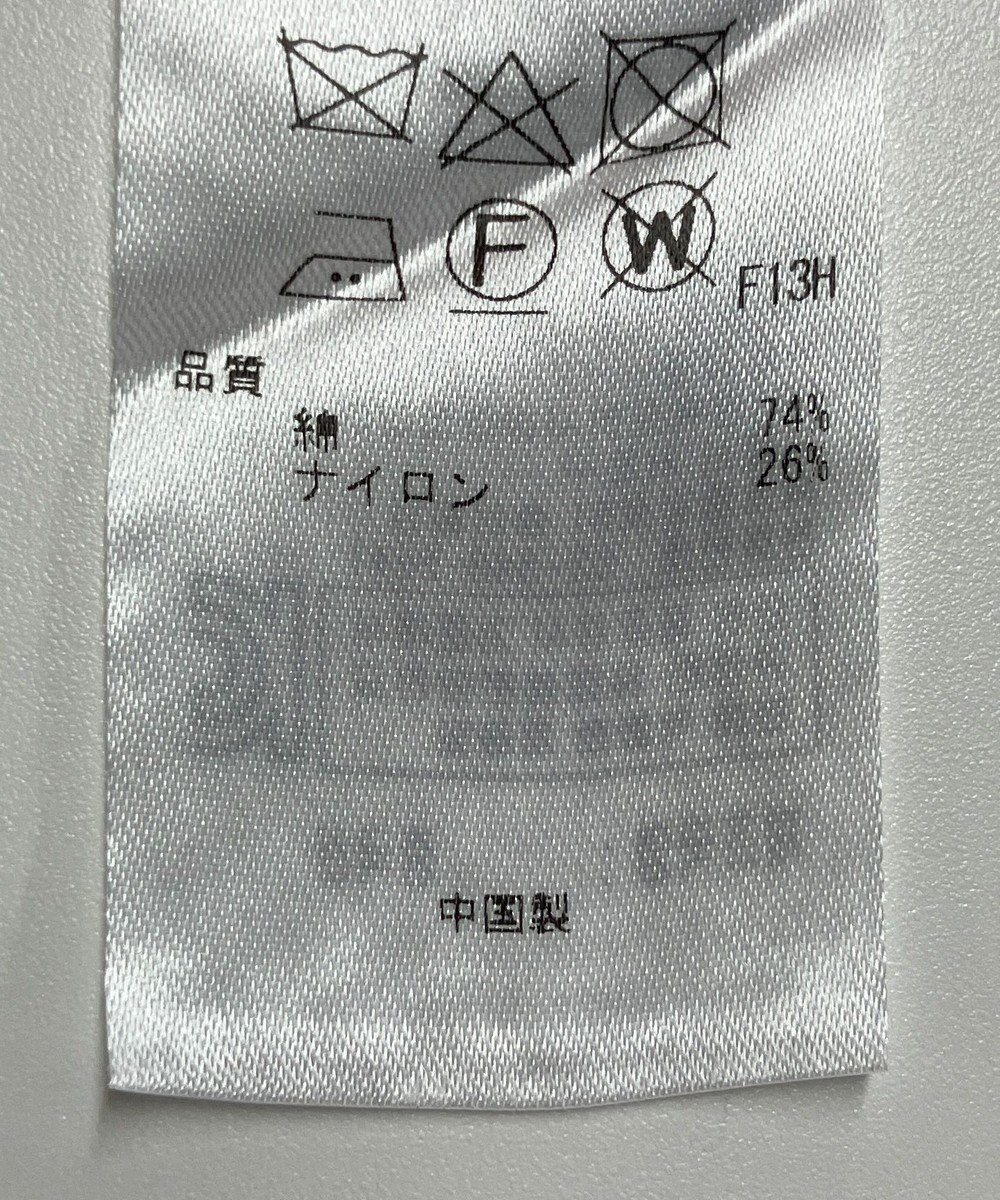 F W F13H
品質
綿 74%
ナイロン 26%
中国製